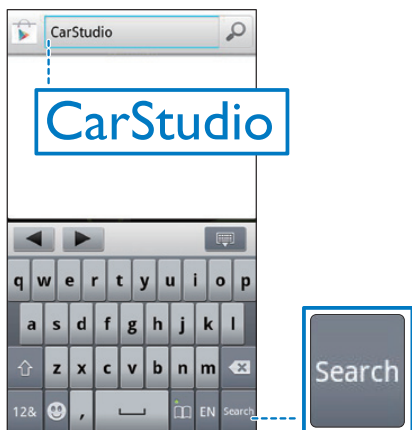 CarStudio
CarStudio
q w e r t y u i o p
a s d f g h j k l
z x c v b n m
12& , EN Search
Search